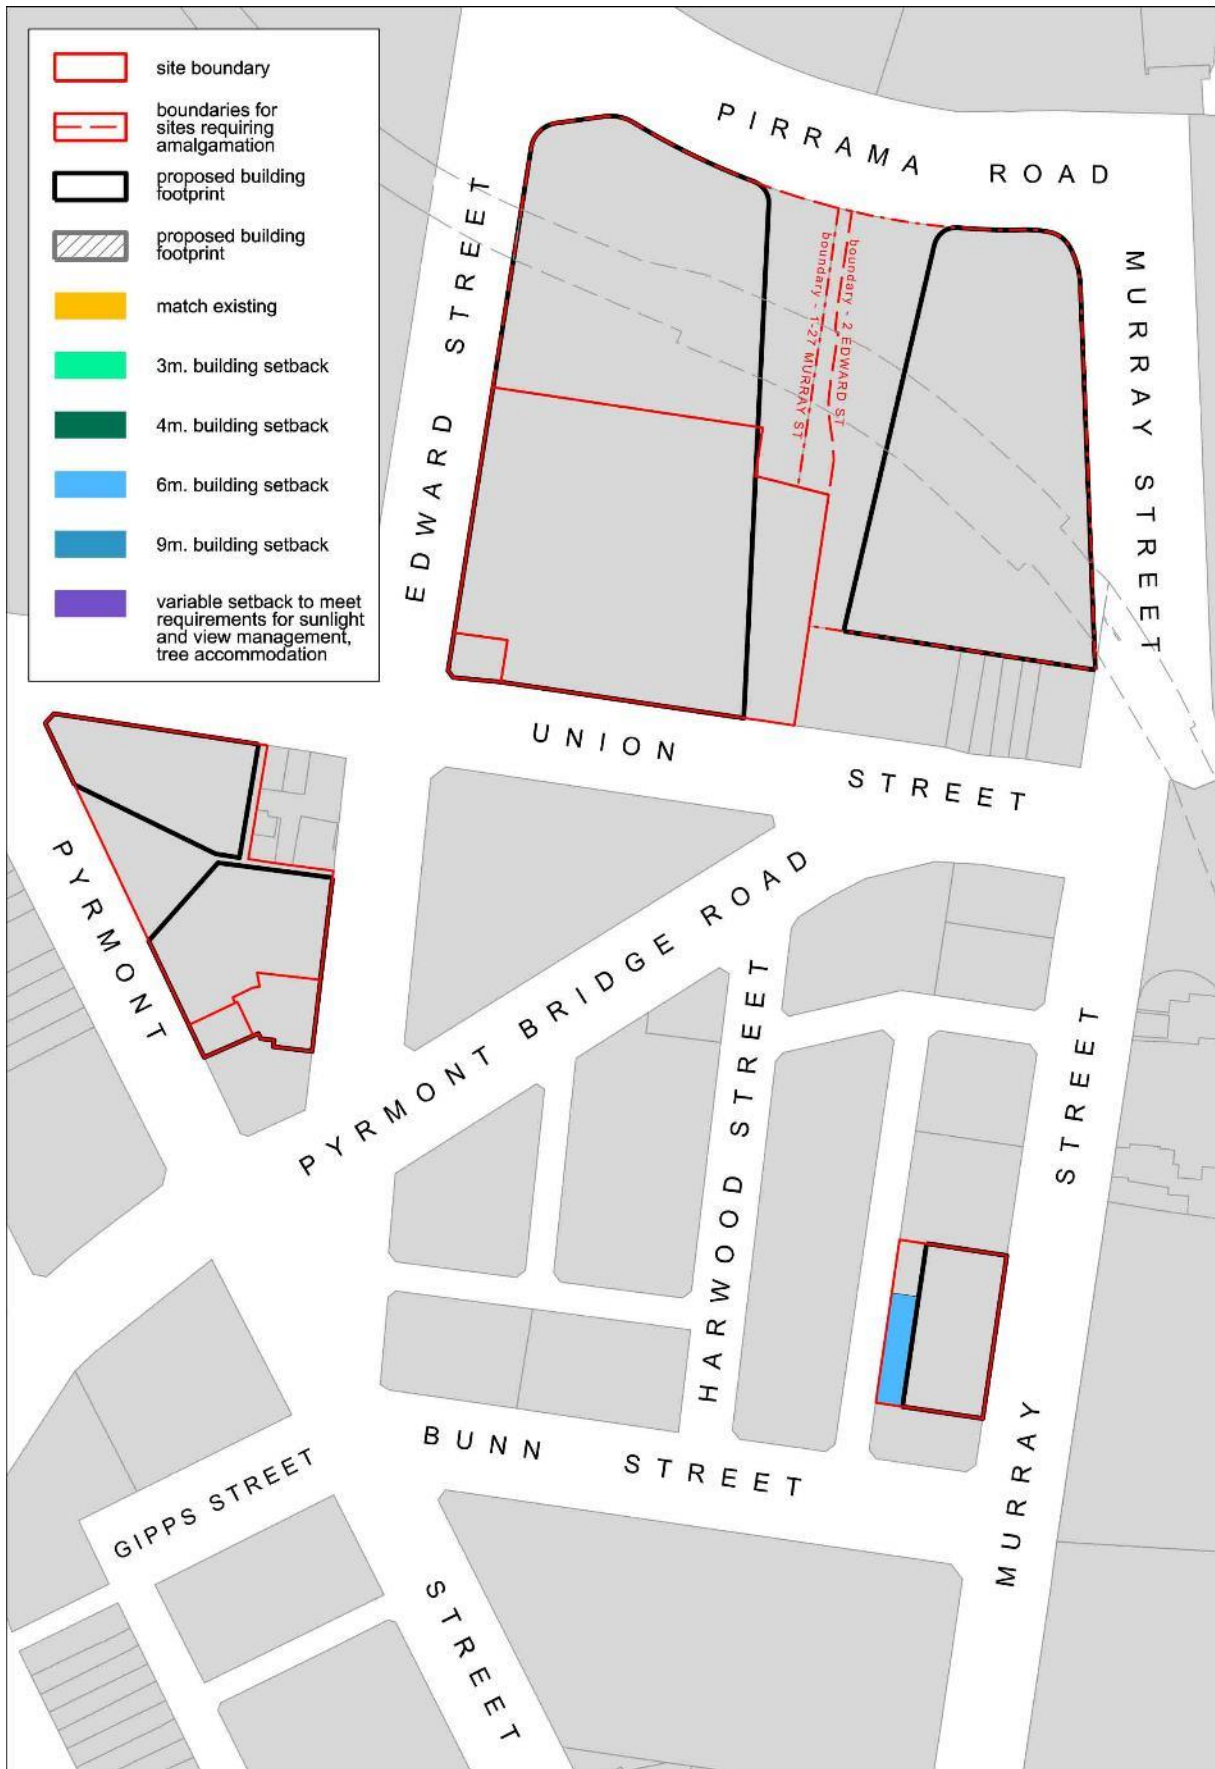 site boundary
boundaries for
sites requiring
amalgamation
proposed building
footprint
proposed building
footprint
match existing
3m. building setback
4m. building setback
6m. building setback
9m. building setback
variable setback to meet
requirements for sunlight
and view management,
tree accommodation
PIRRAMA ROAD
EDWARD STREET
boundary - 1-27 MURRAY ST
boundary - 2 EDWARD ST
MURRAY STREET
UNION STREET
PYRMONT
PYRMONT BRIDGE ROAD
HARWOOD STREET
STREET
MURRAY
BUNN STREET
GIPPS STREET
STREET